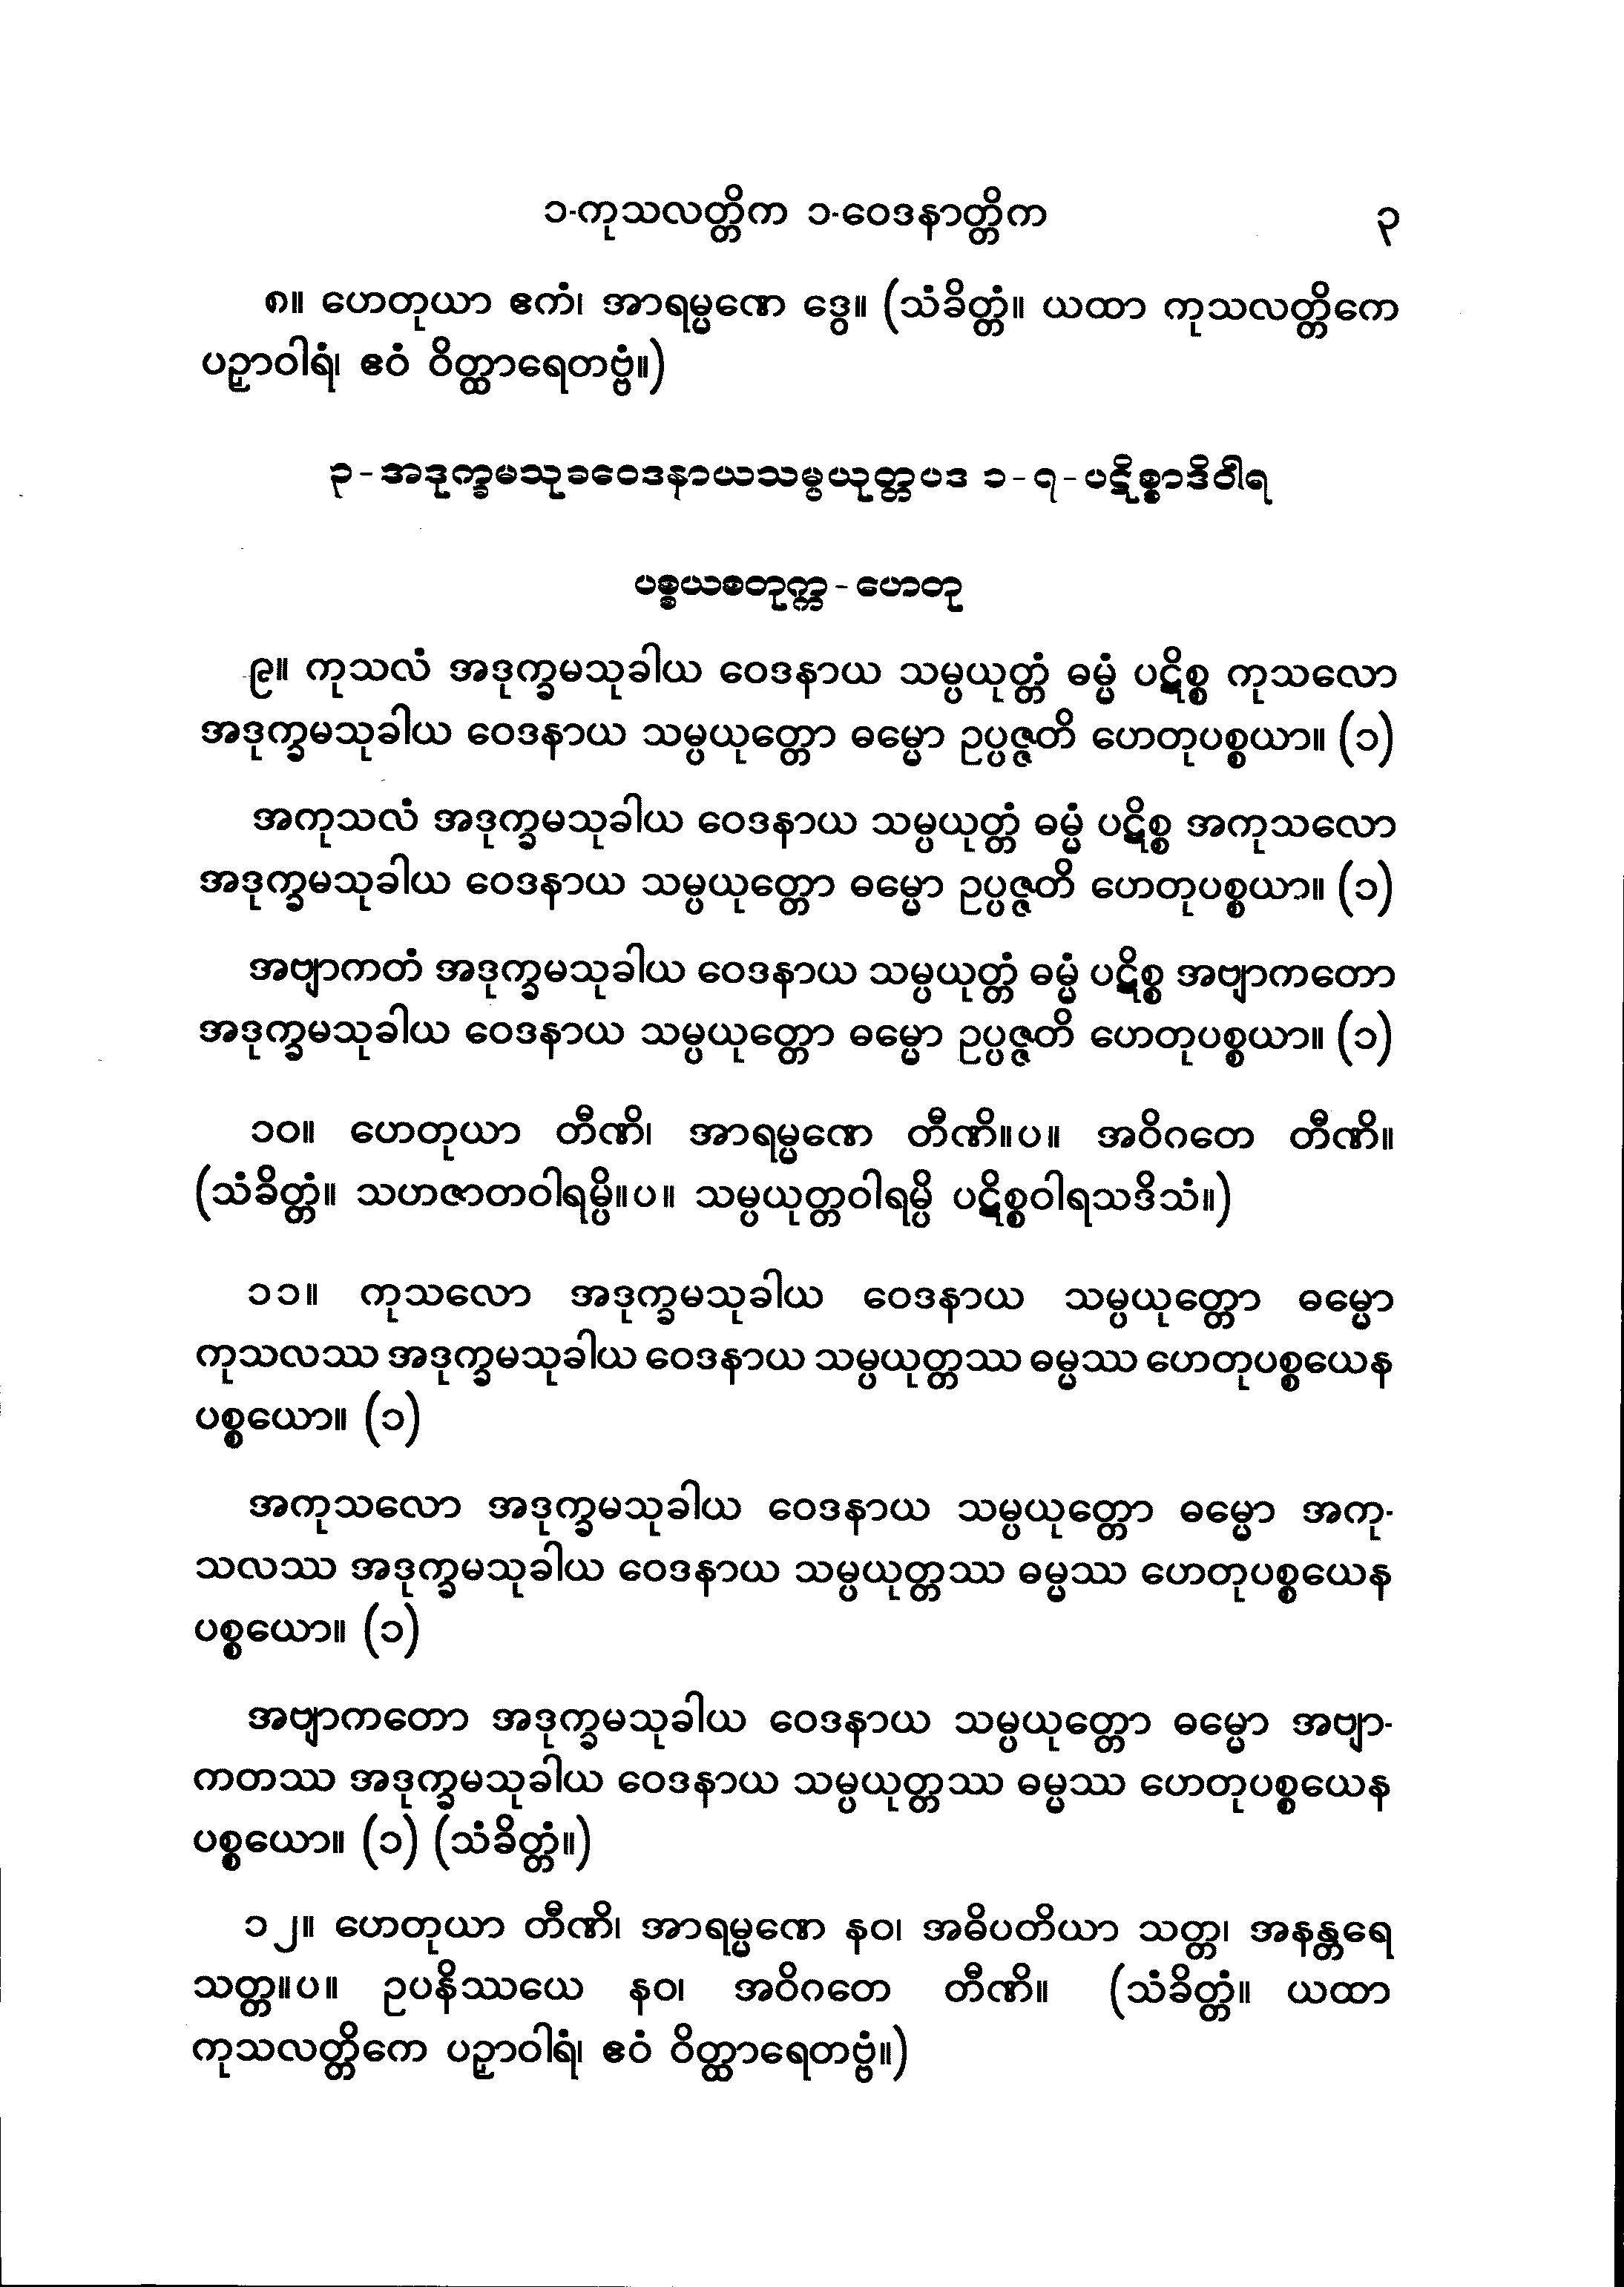 ၁-ကုသလတ္တိက ၁-ဝေဒနာတ္တိက ၃
၈။ ဟေတုယာ ဧကံ၊ အာရမ္မဏေ ဒွေ။ (သံခိတ္တံ။ ယထာ ကုသလတ္တိကေ
ပဉှာဝါရံ၊ ဧဝံ ဝိတ္ထာရေတဗ္ဗံ။)
၃-အဒုက္ခမသုခဝေဒနာယသမ္ပယုတ္တပဒ ၁-၇-ပဋိစ္စာဒိဝါရ
ပစ္စယစတုက္က-ဟေတု
၉။ ကုသလံ အဒုက္ခမသုခါယ ဝေဒနာယ သမ္ပယုတ္တံ ဓမ္မံ ပဋိစ္စ ကုသလော
အဒုက္ခမသုခါယ ဝေဒနာယ သမ္ပယုတ္တော ဓမ္မော ဥပ္ပဇ္ဇတိ ဟေတုပစ္စယာ။ (၁)
အကုသလံ အဒုက္ခမသုခါယ ဝေဒနာယ သမ္ပယုတ္တံ ဓမ္မံ ပဋိစ္စ အကုသလော
အဒုက္ခမသုခါယ ဝေဒနာယ သမ္ပယုတ္တော ဓမ္မော ဥပ္ပဇ္ဇတိ ဟေတုပစ္စယာ။ (၁)
အဗျာကတံ အဒုက္ခမသုခါယ ဝေဒနာယ သမ္ပယုတ္တံ ဓမ္မံ ပဋိစ္စ အဗျာကတော
အဒုက္ခမသုခါယ ဝေဒနာယ သမ္ပယုတ္တော ဓမ္မော ဥပ္ပဇ္ဇတိ ဟေတုပစ္စယာ။ (၁)
၁၀။ ဟေတုယာ တီဏိ၊ အာရမ္မဏေ တီဏိ။ပ။ အဝိဂတေ တီဏိ။
(သံခိတ္တံ။ သဟဇာတဝါရမ္ပိ။ပ။ သမ္ပယုတ္တဝါရမ္ပိ ပဋိစ္စဝါရသဒိသံ။)
၁၁။ ကုသလော အဒုက္ခမသုခါယ ဝေဒနာယ သမ္ပယုတ္တော ဓမ္မော
ကုသလဿ အဒုက္ခမသုခါယ ဝေဒနာယ သမ္ပယုတ္တဿ ဓမ္မဿ ဟေတုပစ္စယေန
ပစ္စယော။ (၁)
အကုသလော အဒုက္ခမသုခါယ ဝေဒနာယ သမ္ပယုတ္တော ဓမ္မော အကု-
သလဿ အဒုက္ခမသုခါယ ဝေဒနာယ သမ္ပယုတ္တဿ ဓမ္မဿ ဟေတုပစ္စယေန
ပစ္စယော။ (၁)
အဗျာကတော အဒုက္ခမသုခါယ ဝေဒနာယ သမ္ပယုတ္တော ဓမ္မော အဗျာ-
ကတဿ အဒုက္ခမသုခါယ ဝေဒနာယ သမ္ပယုတ္တဿ ဓမ္မဿ ဟေတုပစ္စယေန
ပစ္စယော။ (၁) (သံခိတ္တံ။)
၁၂။ ဟေတုယာ တီဏိ၊ အာရမ္မဏေ နဝ၊ အဓိပတိယာ သတ္တ၊ အနန္တရေ
သတ္တ။ပ။ ဥပနိဿယေ နဝ၊ အဝိဂတေ တီဏိ။ (သံခိတ္တံ။ ယထာ
ကုသလတ္တိကေ ပဉှာဝါရံ၊ ဧဝံ ဝိတ္ထာရေတဗ္ဗံ။)